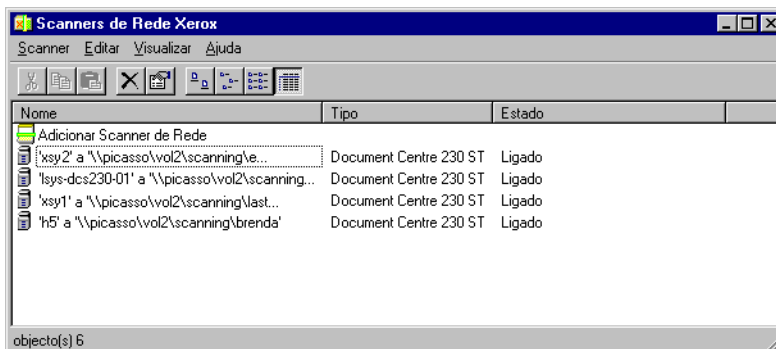 Scanners de Rede Xerox
Scanner Editar Visualizar Ajuda
Nome Tipo Estado
Adicionar Scanner de Rede
'xsy2' a "\\picasso\vol2\scanning\e... Document Centre 230 ST Ligado
'lsys-dcs230-01' a "\\picasso\vol2\scanning... Document Centre 230 ST Ligado
'xsy1' a "\\picasso\vol2\scanning\last... Document Centre 230 ST Ligado
'h5' a "\\picasso\vol2\scanning\brenda' Document Centre 230 ST Ligado
objecto(s) 6